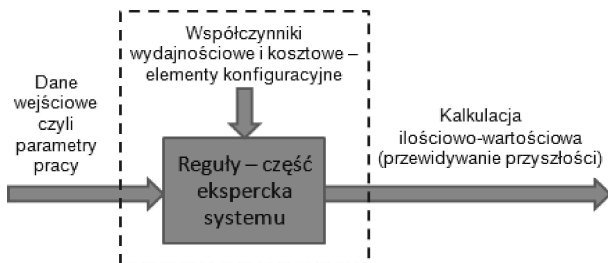 Współczynniki
wydajnościowe i kosztowe –
elementy konfiguracyjne
Dane
wejściowe
czyli
parametry
pracy
Reguły – część
ekspercka
systemu
Kalkulacja
ilościowo-wartościowa
(przewidywanie przyszłości)